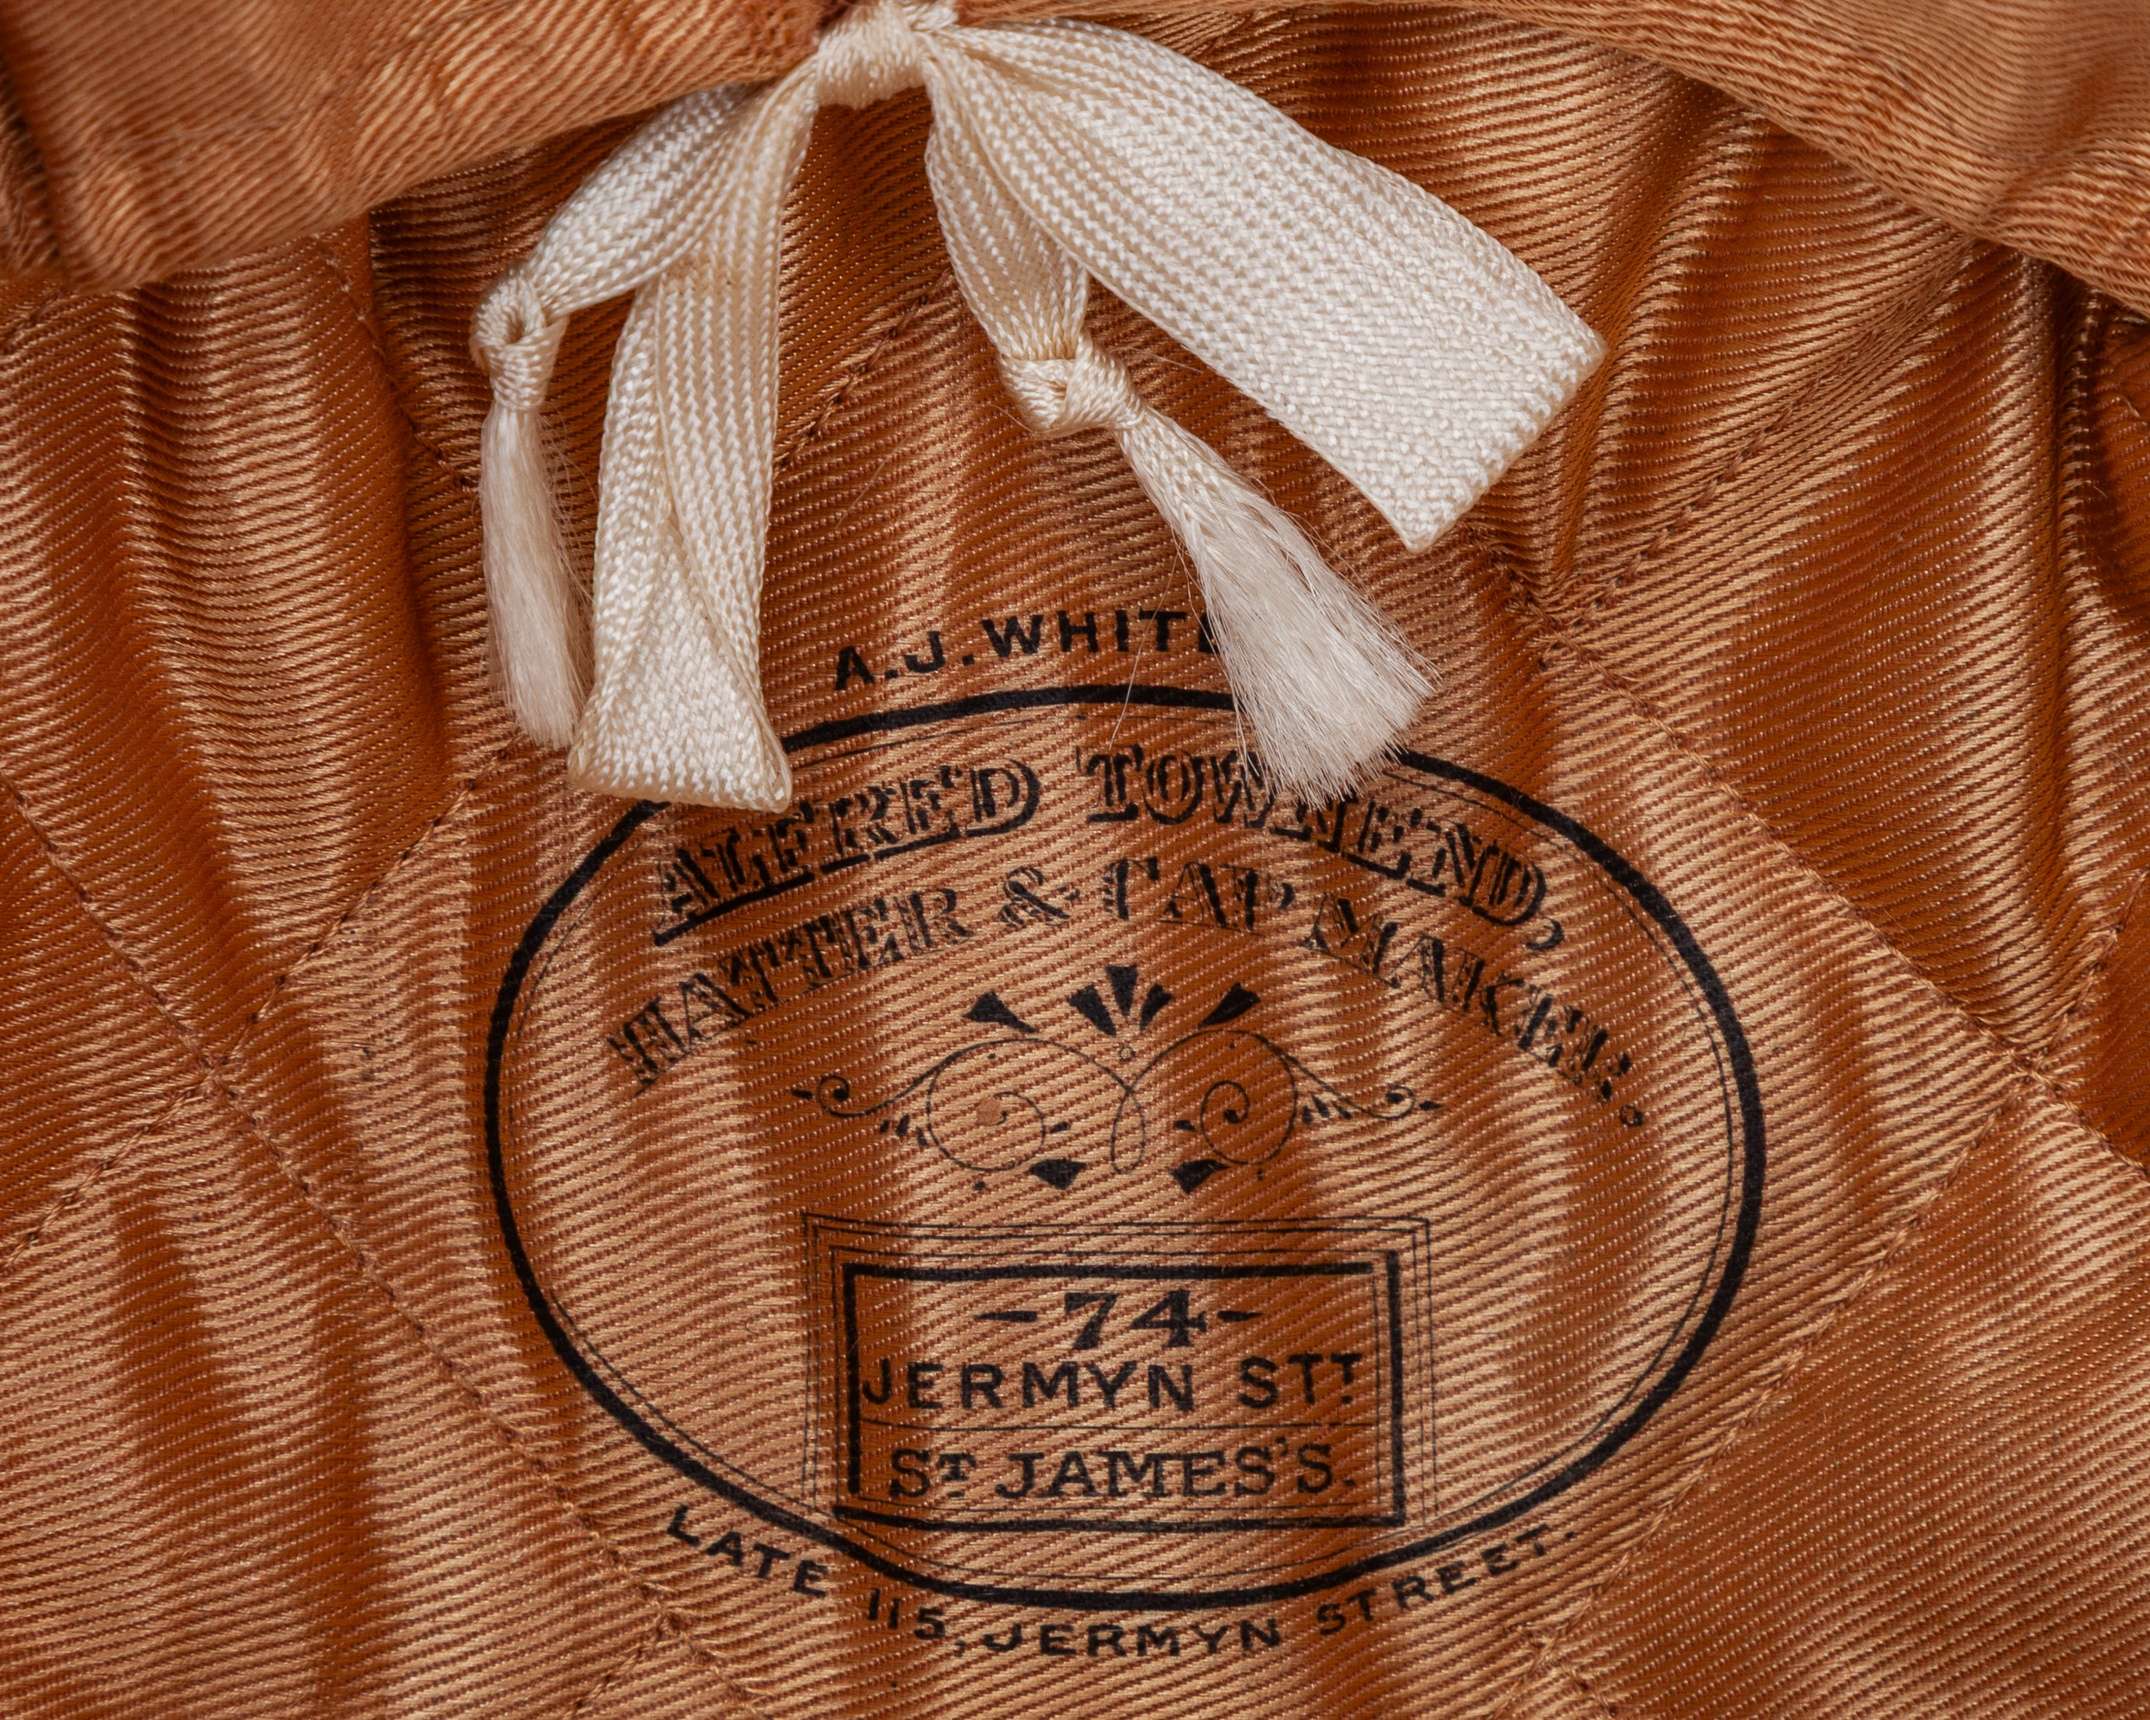 A.J. WHITE
ALFRED TOWNEND,
HATTER & CAP MAKER.
-74-
JERMYN STT
ST JAMES'S.
LATE 115, JERMYN STREET.